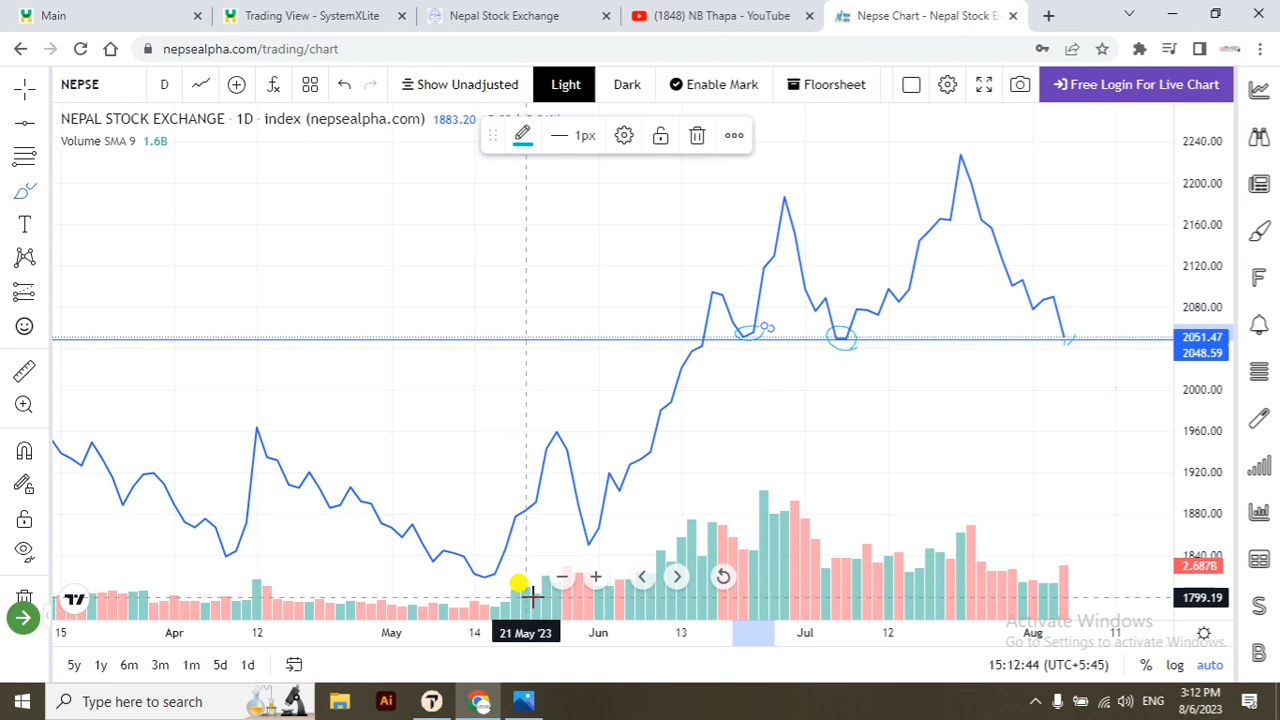 Main
Trading View - SystemXLite
Nepal Stock Exchange
(1848) NB Thapa - YouTube
Nepse Chart - Nepal Stock E
nepsealpha.com/trading/chart
NEPSE D Show Unadjusted Light Dark Enable Mark Floorsheet Free Login For Live Chart
NEPAL STOCK EXCHANGE · 1D · index (nepsealpha.com) 1883.20
Volume SMA 9 1.6B
1px
2240.00
2200.00
2160.00
2120.00
2080.00
2051.47
2048.59
2000.00
1960.00
1920.00
1880.00
1840.00
2.687B
1799.19
15 Apr 12 May 14 21 May '23 Jun 13 Jul 12 Aug 11
Activate Windows
Go to Settings to activate Windows.
5y 1y 6m 3m 1m 5d 1d
15:12:44 (UTC+5:45) % log auto
Type here to search
Ai
ENG
3:12 PM
8/6/2023